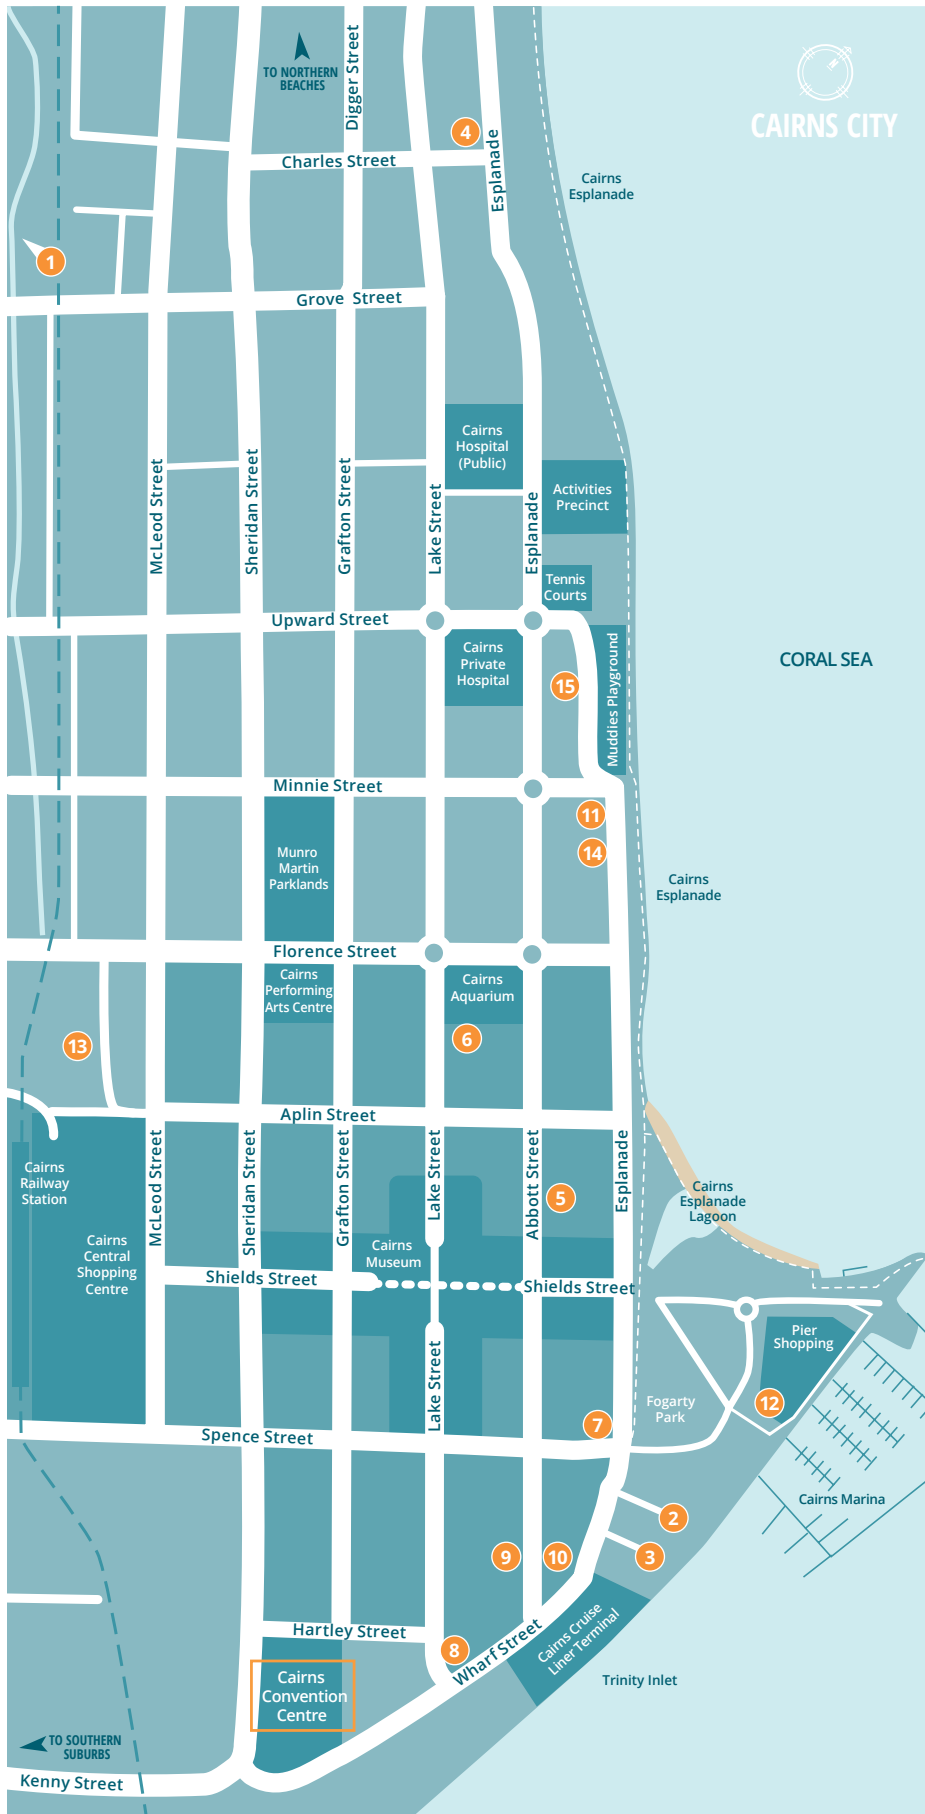 TO NORTHERN
BEACHES
Digger Street
CAIRNS CITY
N
4
Charles Street
Esplanade
Cairns
Esplanade
1
Grove Street
Cairns
Hospital
(Public)
Activities
Precinct
McLeod Street
Sheridan Street
Grafton Street
Lake Street
Esplanade
Tennis
Courts
Upward Street
Cairns
Private
Hospital
15
Muddies Playground
CORAL SEA
Minnie Street
11
14
Munro
Martin
Parklands
Cairns
Esplanade
Florence Street
Cairns
Performing
Arts Centre
Cairns
Aquarium
13
6
Aplin Street
McLeod Street
Sheridan Street
Grafton Street
Lake Street
Abbott Street
Esplanade
Cairns
Railway
Station
5
Cairns
Esplanade
Lagoon
Cairns
Central
Shopping
Centre
Cairns
Museum
Shields Street
Shields Street
Pier
Shopping
Lake Street
Fogarty
Park
12
7
Spence Street
Cairns Marina
2
9
10
3
Hartley Street
8
Wharf Street
Cairns Cruise
Liner Terminal
Trinity Inlet
Cairns
Convention
Centre
TO SOUTHERN
SUBURBS
Kenny Street